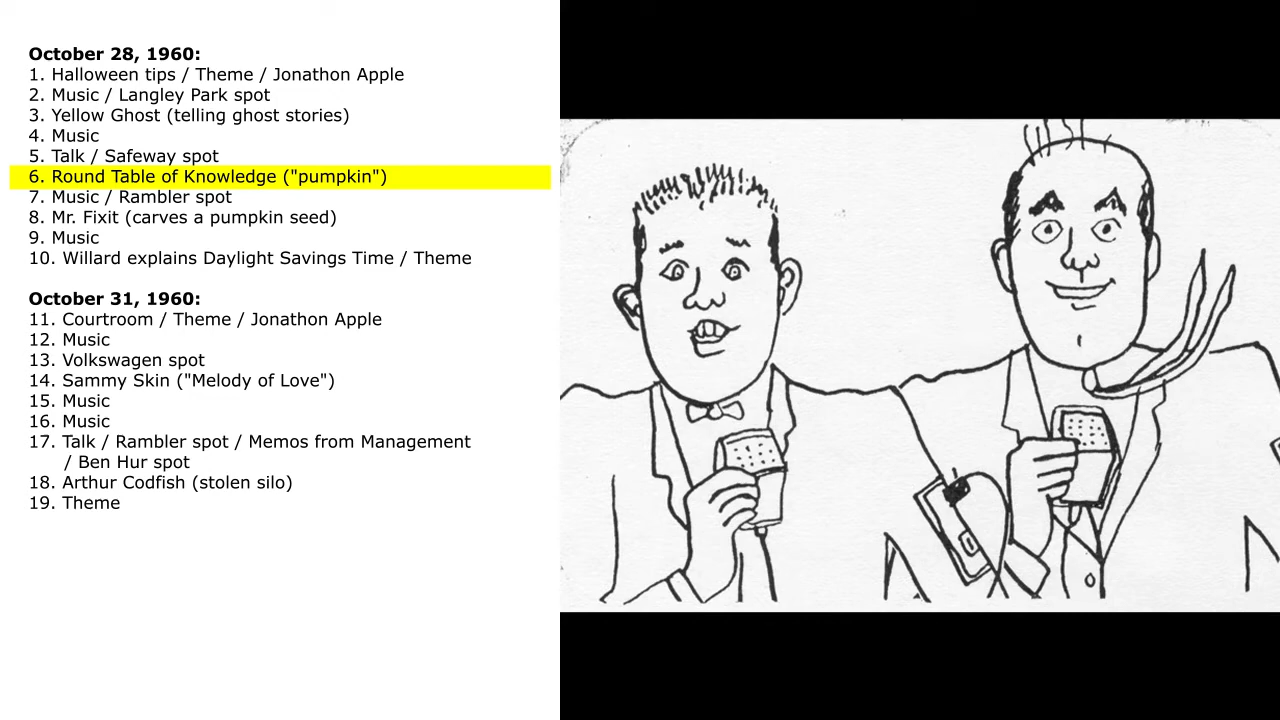 October 28, 1960:
1. Halloween tips / Theme / Jonathon Apple
2. Music / Langley Park spot
3. Yellow Ghost (telling ghost stories)
4. Music
5. Talk / Safeway spot
6. Round Table of Knowledge ("pumpkin")
7. Music / Rambler spot
8. Mr. Fixit (carves a pumpkin seed)
9. Music
10. Willard explains Daylight Savings Time / Theme
October 31, 1960:
11. Courtroom / Theme / Jonathon Apple
12. Music
13. Volkswagen spot
14. Sammy Skin ("Melody of Love")
15. Music
16. Music
17. Talk / Rambler spot / Memos from Management
/ Ben Hur spot
18. Arthur Codfish (stolen silo)
19. Theme